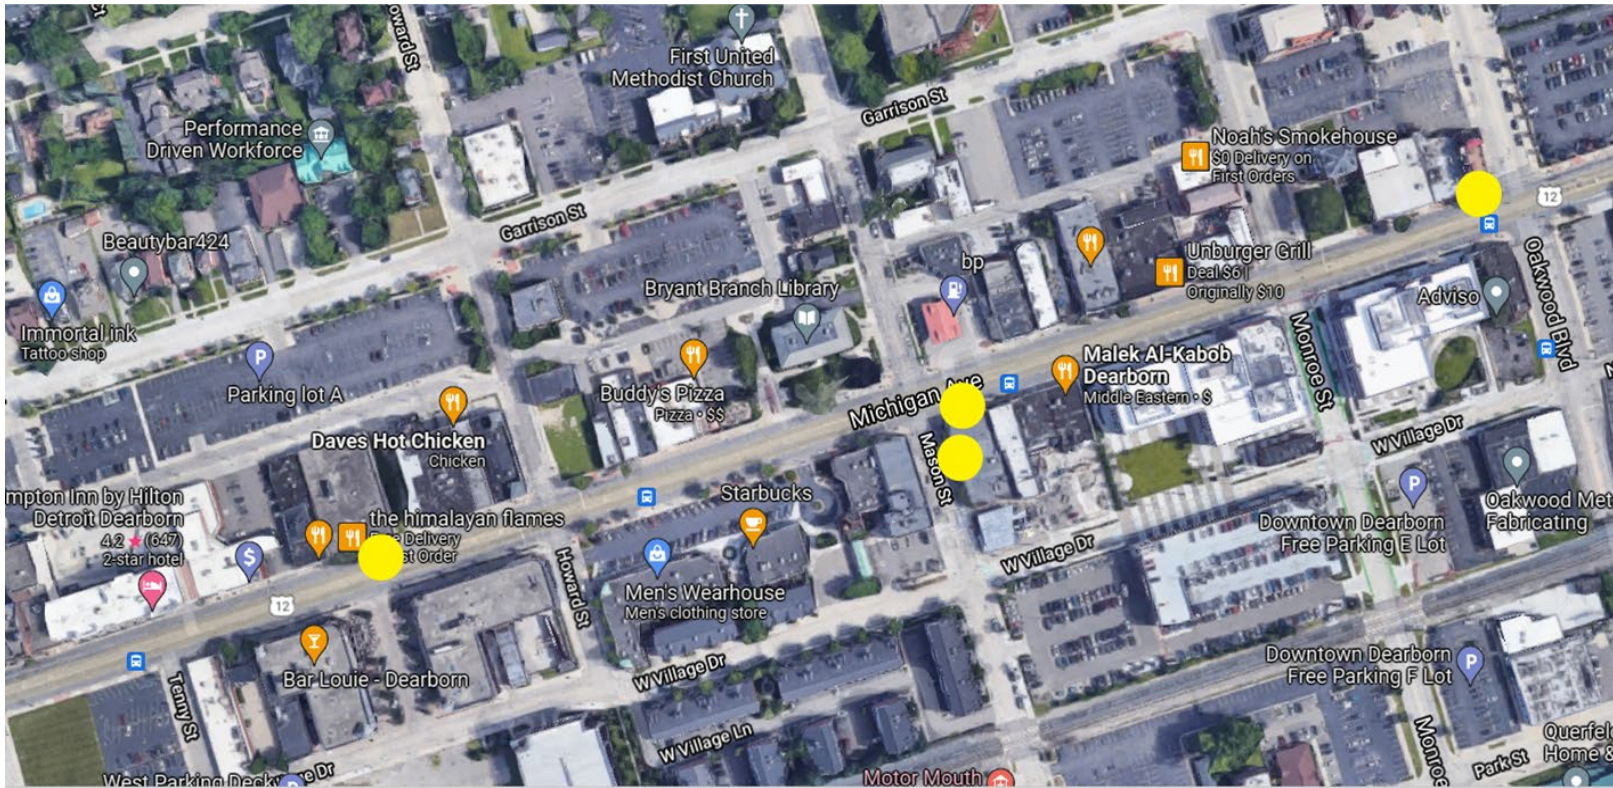 Howard St
First United
Methodist Church
Garrison St
Performance
Driven Workforce
Noah's Smokehouse
$0 Delivery on
First Orders
12
Garrison St
Beautybar424
Unburger Grill
Deal $6 |
Originally $10
Oakwood Blvd
bp
Bryant Branch Library
Adviso
Immortal ink
Tattoo shop
Monroe St
Malek Al-Kabob
Dearborn
Middle Eastern • $
P
Parking lot A
Buddy's Pizza
Pizza • $$
Michigan Ave
Daves Hot Chicken
Chicken
W Village Dr
Mason St
mpton Inn by Hilton
Detroit Dearborn
4.2 ★ (647)
2-star hotel
Starbucks
P
Oakwood Met
Fabricating
the himalayan flames
Delivery
st Order
$
Downtown Dearborn
Free Parking E Lot
W Village Dr
Howard St
12
Men's Wearhouse
Men's clothing store
Bar Louie - Dearborn
W Village Dr
Downtown Dearborn
Free Parking F Lot
P
Tenny St
W Village Ln
Monroe
Querfel
Home &
Park St
West Parking Deck
ge Dr
P
Motor Mouth